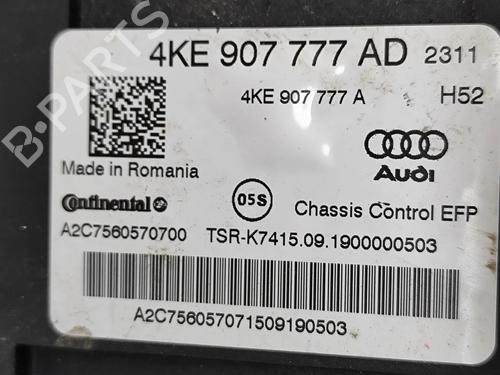 4KE 907 777 AD 2311
4KE 907 777 A H52
Made in Romania
Audi
Continental
05S
Chassis Control EFP
A2C7560570700 TSR-K7415.09.1900000503
A2C756057071509190503